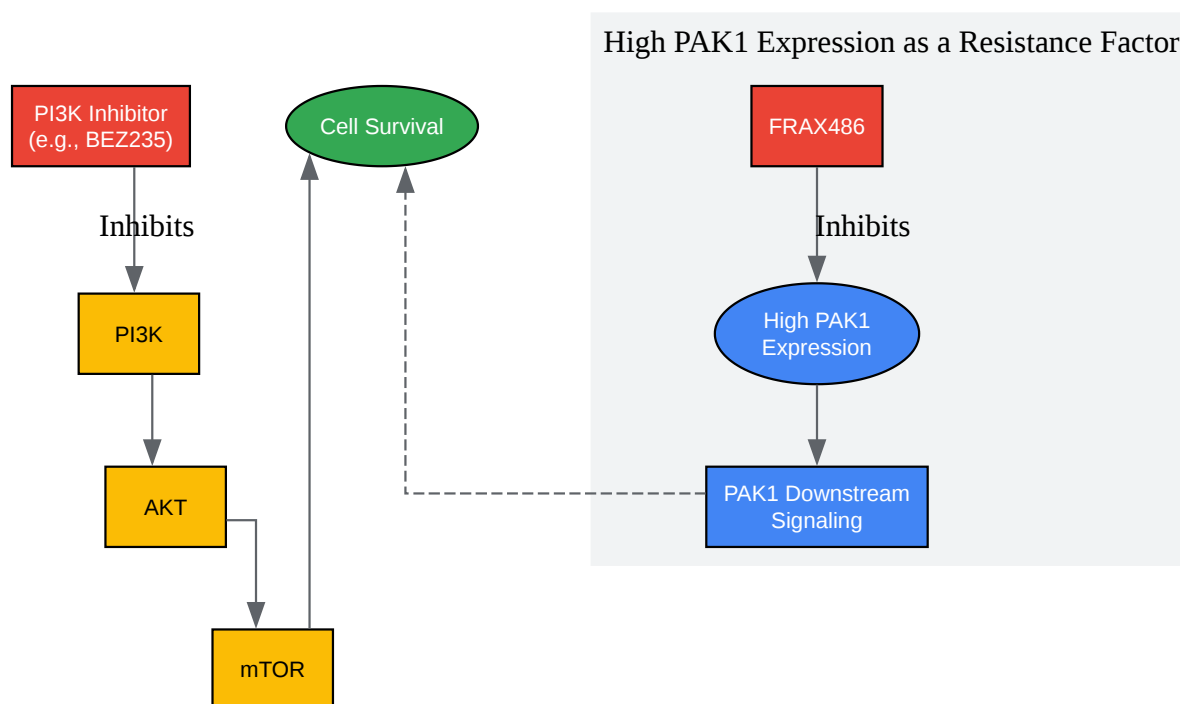 High PAK1 Expression as a Resistance Factor
PI3K Inhibitor
(e.g., BEZ235)
Cell Survival
FRAX486
Inhibits
Inhibits
PI3K
High PAK1
Expression
AKT
PAK1 Downstream
Signaling
mTOR